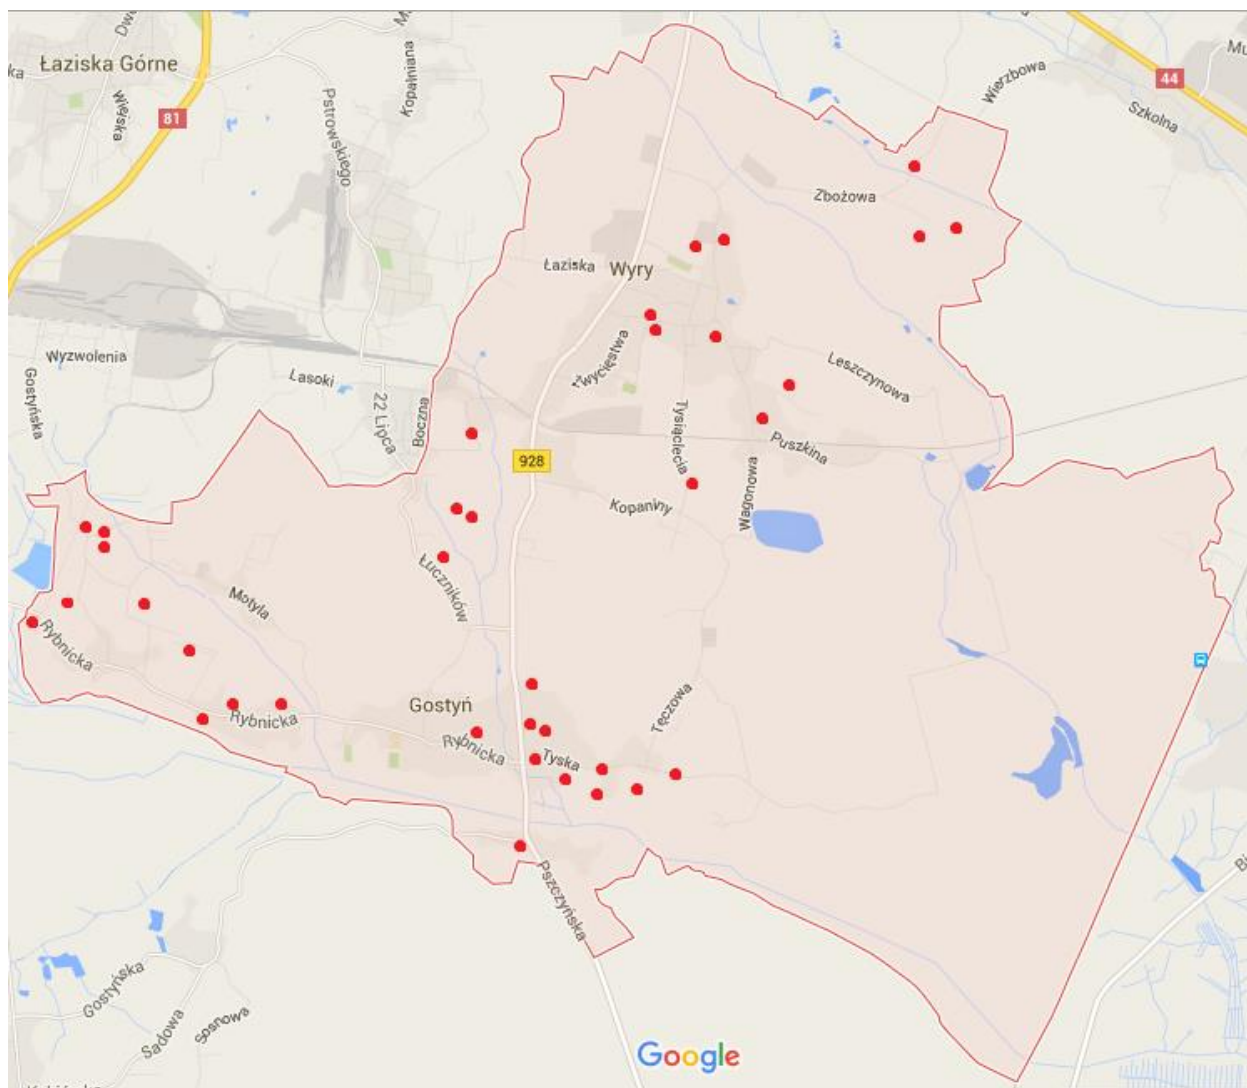 Łaziska Górne
Wiejska
81
Kopalniana
Pstrowskiego
Wierzbowa
44
Szkolna
Zbożowa
Łaziska
Wyry
Wyzwolenia
Gostyńska
Lasoki
22 Lipca
Boczna
Zwycięstwa
Leszczynowa
Tysiąclecia
Puszkina
928
Wagonowa
Kopaniny
Łuczników
Motyla
Rybnicka
Rybnicka
Gostyń
Rybnicka
Tyska
Tęczowa
Pszczyńska
Gostyńska
Sądowa
Sosnowa
Google